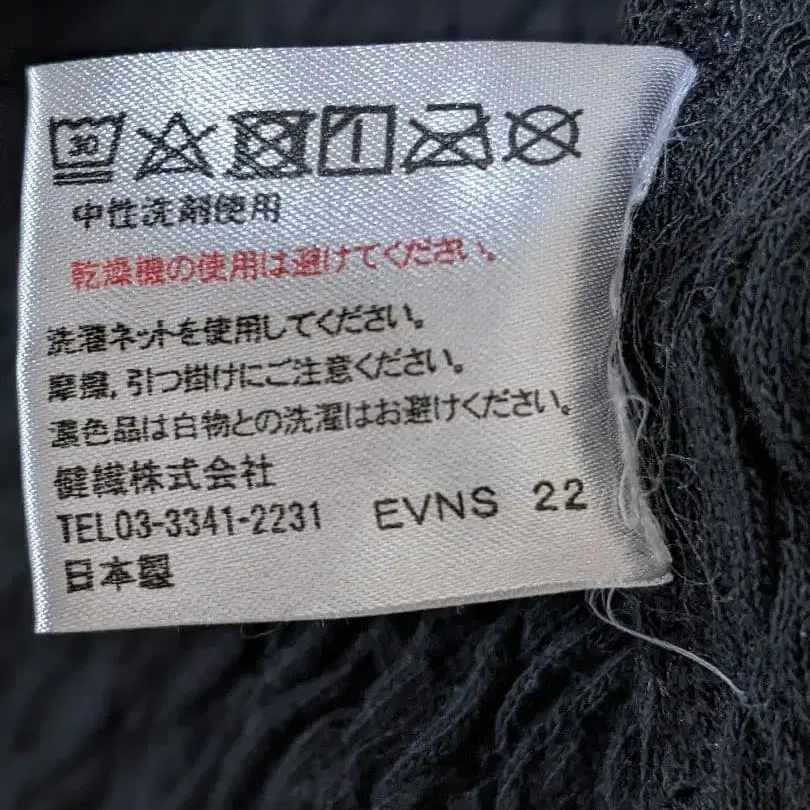 30
中性洗剤使用
乾燥機の使用は避けてください。
洗濯ネットを使用してください。
摩擦,引っ掛けにご注意ください。
濃色品は白物との洗濯はお避けください。
健繊株式会社
TEL03-3341-2231 EVNS 22
日本製